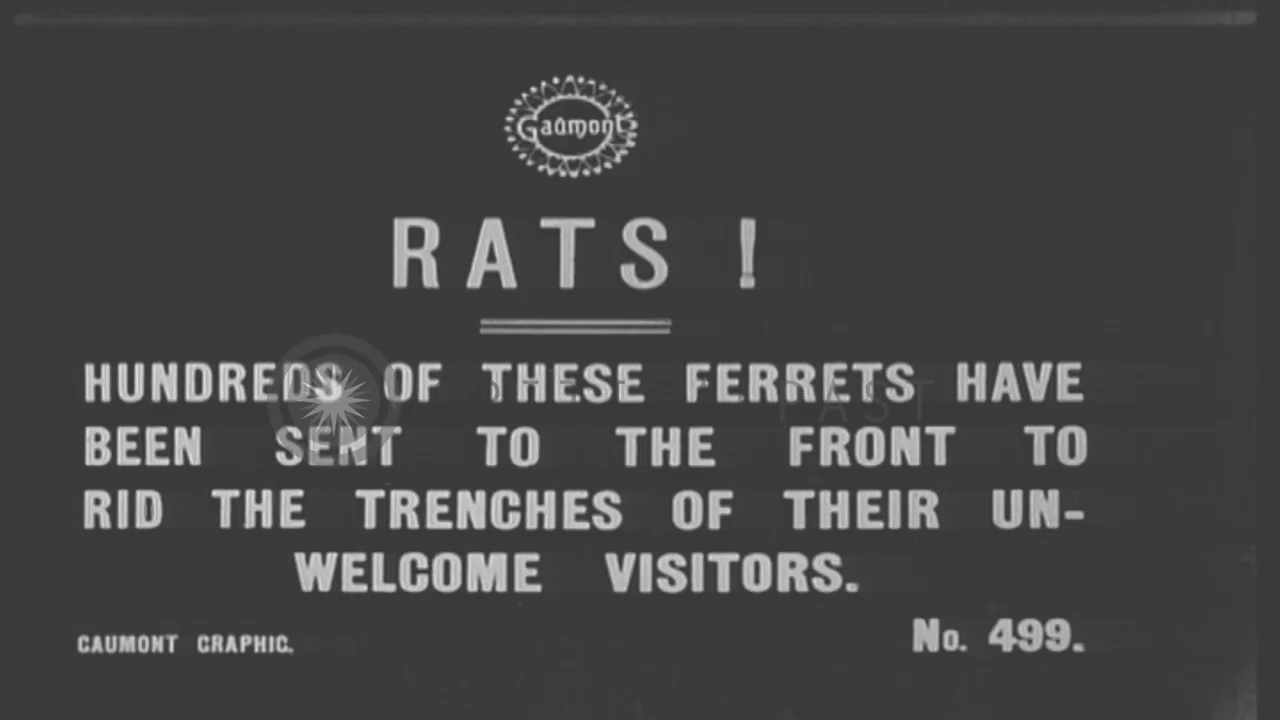 Gaumont
RATS !
HUNDREDS OF THESE FERRETS HAVE
BEEN SENT TO THE FRONT TO
RID THE TRENCHES OF THEIR UN-
WELCOME VISITORS.
GAUMONT GRAPHIC.
No. 499.
PAST